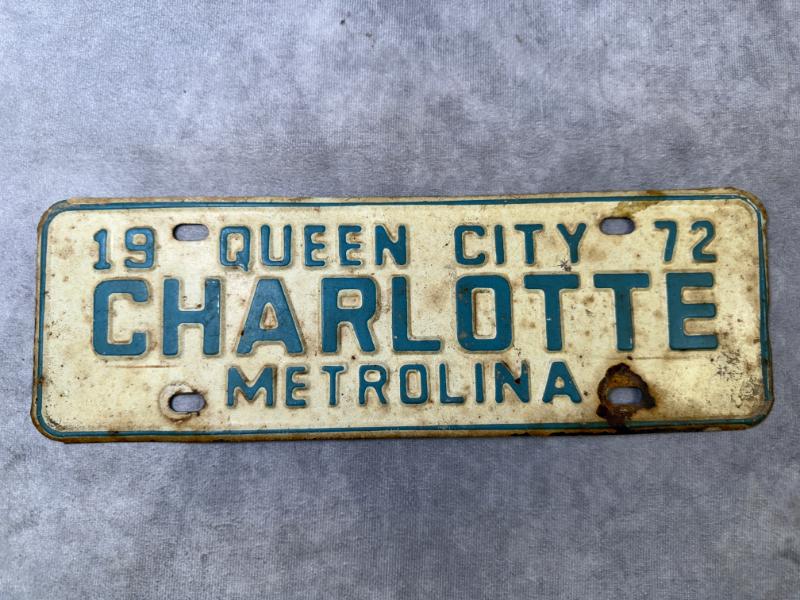 19 QUEEN CITY 72
CHARLOTTE
METROLINA